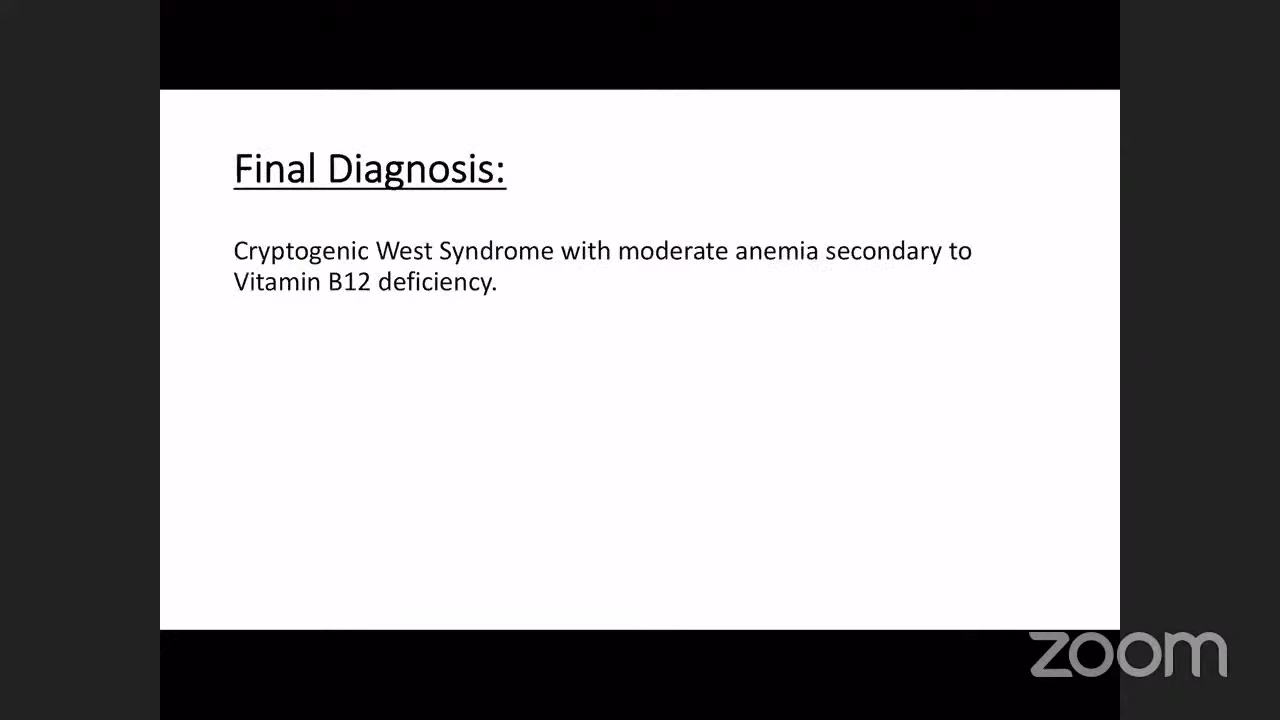 Final Diagnosis:
Cryptogenic West Syndrome with moderate anemia secondary to
Vitamin B12 deficiency.
zoom